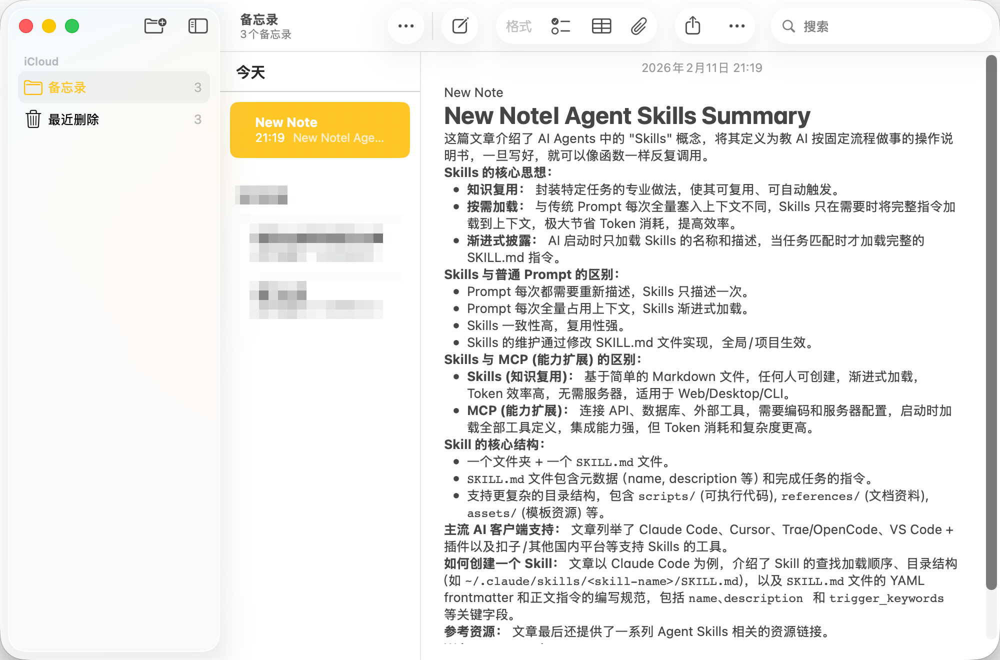 备忘录
3个备忘录
格式
搜索
iCloud
备忘录 3
最近删除 3
今天
New Note
21:19 New Notel Age...
2026年2月11日 21:19
New Note
New Notel Agent Skills Summary
这篇文章介绍了 AI Agents 中的 "Skills" 概念，将其定义为教 AI 按固定流程做事的操作说
明书，一旦写好，就可以像函数一样反复调用。
Skills 的核心思想：
• 知识复用： 封装特定任务的专业做法，使其可复用、可自动触发。
• 按需加载： 与传统 Prompt 每次全量塞入上下文不同，Skills 只在需要时将完整指令加
载到上下文，极大节省 Token 消耗，提高效率。
• 渐进式披露： AI 启动时只加载 Skills 的名称和描述，当任务匹配时才加载完整的
SKILL.md 指令。
Skills 与普通 Prompt 的区别：
• Prompt 每次都需要重新描述，Skills 只描述一次。
• Prompt 每次全量占用上下文，Skills 渐进式加载。
• Skills 一致性高，复用性强。
• Skills 的维护通过修改 SKILL.md 文件实现，全局/项目生效。
Skills 与 MCP (能力扩展) 的区别：
• Skills (知识复用)： 基于简单的 Markdown 文件，任何人可创建，渐进式加载，
Token 效率高，无需服务器，适用于 Web/Desktop/CLI。
• MCP (能力扩展)： 连接 API、数据库、外部工具，需要编码和服务器配置，启动时加
载全部工具定义，集成能力强，但 Token 消耗和复杂度更高。
Skill 的核心结构：
• 一个文件夹 + 一个 SKILL.md 文件。
• SKILL.md 文件包含元数据 (name, description 等) 和完成任务的指令。
• 支持更复杂的目录结构，包含 scripts/ (可执行代码), references/ (文档资料),
assets/ (模板资源) 等。
主流 AI 客户端支持： 文章列举了 Claude Code、Cursor、Trae/OpenCode、VS Code +
插件以及扣子/其他国内平台等支持 Skills 的工具。
如何创建一个 Skill： 文章以 Claude Code 为例，介绍了 Skill 的查找加载顺序、目录结构
(如 ~/.claude/skills/<skill-name>/SKILL.md)，以及 SKILL.md 文件的 YAML
frontmatter 和正文指令的编写规范，包括 name、description 和 trigger_keywords
等关键字段。
参考资源： 文章最后还提供了一系列 Agent Skills 相关的资源链接。